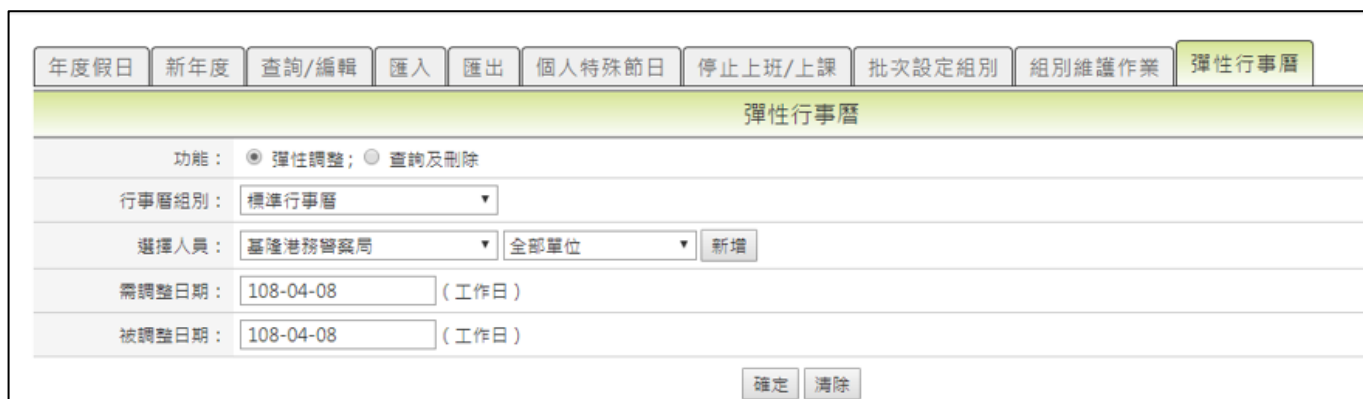 年度假日 新年度 查詢/編輯 匯入 匯出 個人特殊節日 停止上班/上課 批次設定組別 組別維護作業 彈性行事曆
彈性行事曆
功能： 彈性調整； 查詢及刪除
行事曆組別： 標準行事曆
選擇人員： 基隆港務警察局 全部單位 新增
需調整日期： 108-04-08 (工作日)
被調整日期： 108-04-08 (工作日)
確定 清除